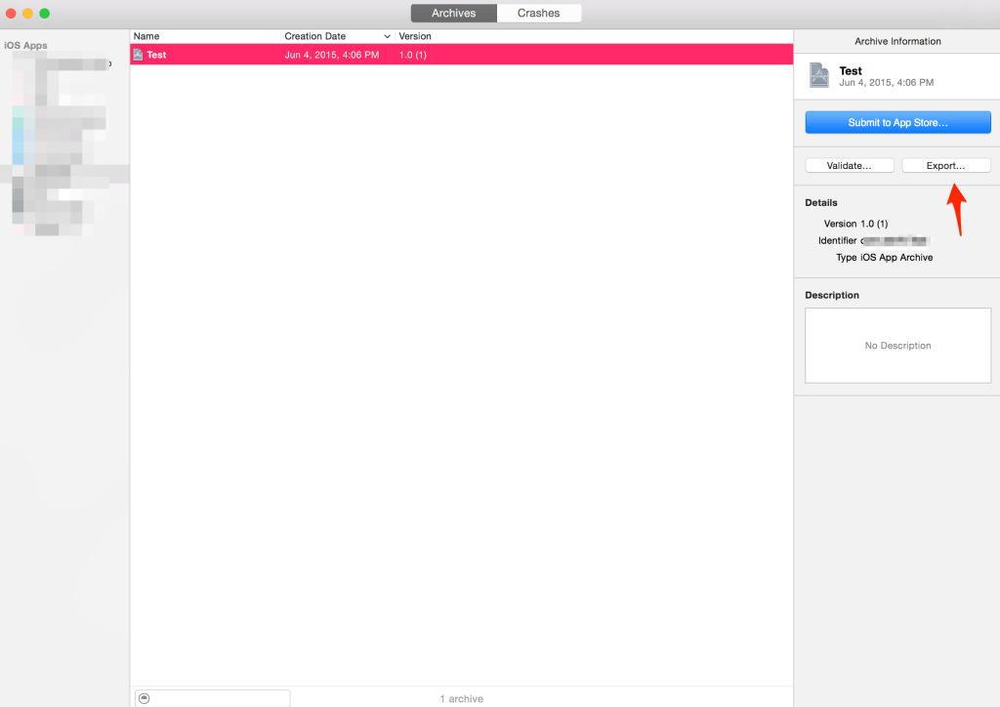 Archives Crashes
iOS Apps
Name Creation Date Version
Test Jun 4, 2015, 4:06 PM 1.0 (1)
1 archive
Archive Information
Test
Jun 4, 2015, 4:06 PM
Submit to App Store...
Validate... Export...
Details
Version 1.0 (1)
Identifier
Type iOS App Archive
Description
No Description